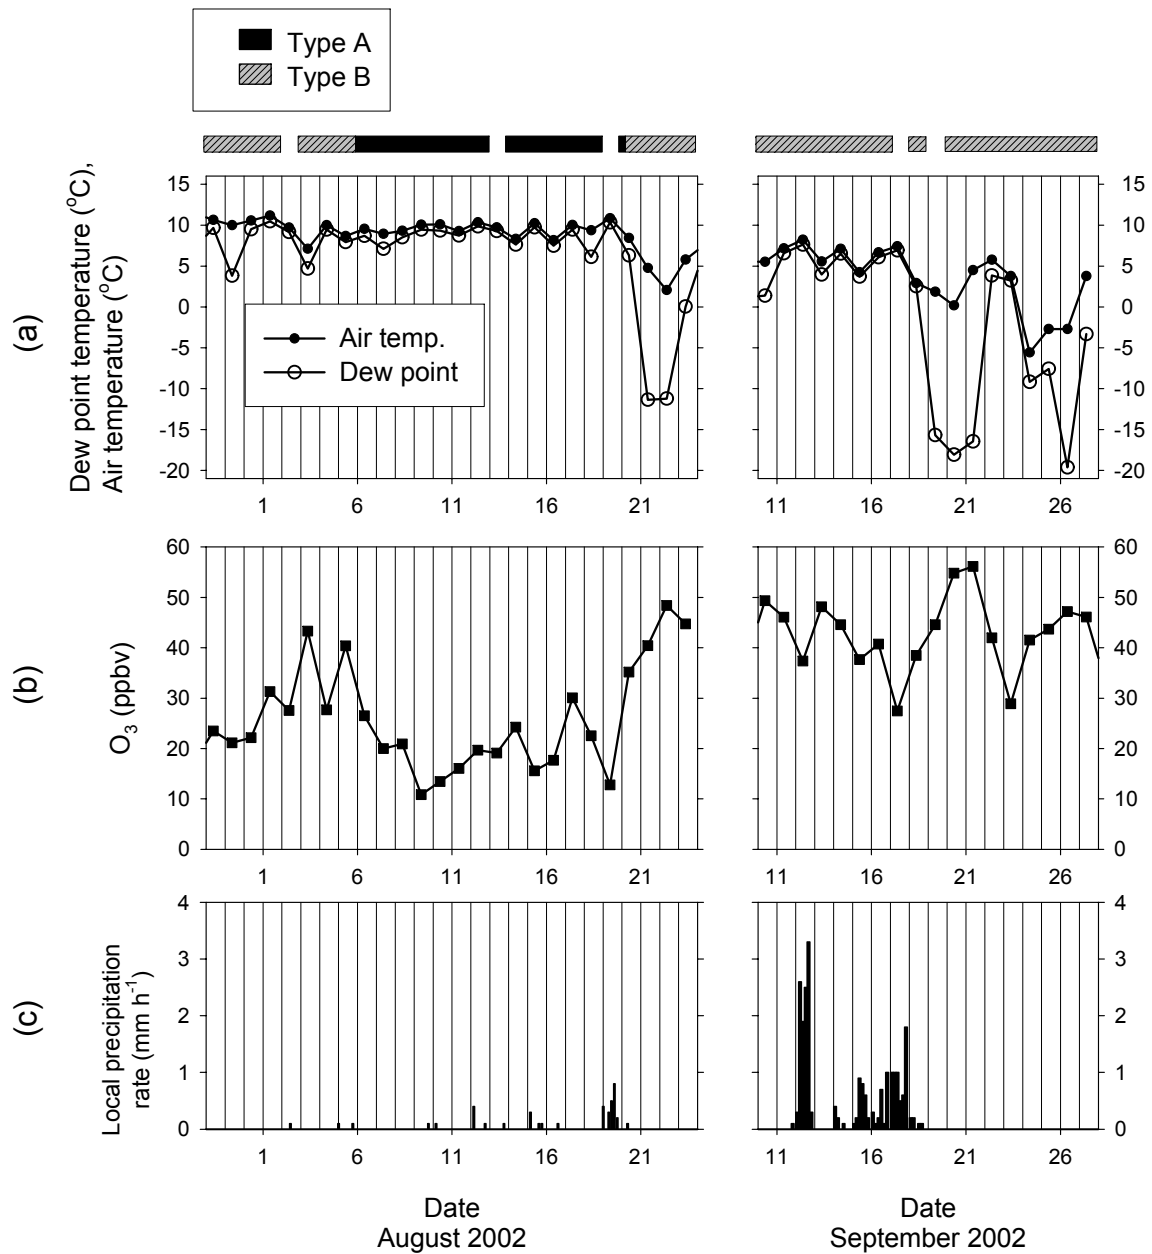 Type A
Type B
(a)
Dew point temperature (°C),
Air temperature (°C)
15
10
5
0
-5
-10
-15
-20
Air temp.
Dew point
1 6 11 16 21
11 16 21 26
15
10
5
0
-5
-10
-15
-20
(b)
O₃ (ppbv)
60
50
40
30
20
10
0
1 6 11 16 21
11 16 21 26
60
50
40
30
20
10
0
(c)
Local precipitation
rate (mm h⁻¹)
4
3
2
1
0
1 6 11 16 21
11 16 21 26
4
3
2
1
0
Date
August 2002
Date
September 2002